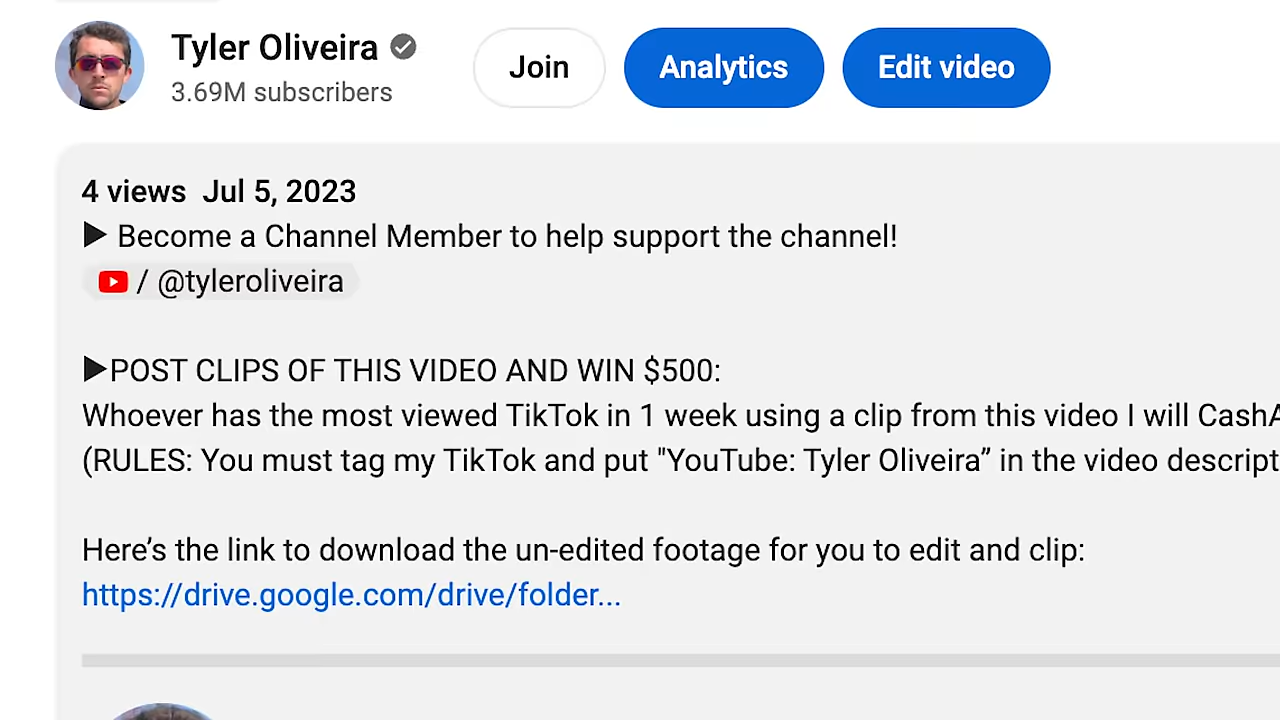 Tyler Oliveira
3.69M subscribers
Join
Analytics
Edit video
4 views Jul 5, 2023
▶ Become a Channel Member to help support the channel!
/ @tyleroliveira
▶POST CLIPS OF THIS VIDEO AND WIN $500:
Whoever has the most viewed TikTok in 1 week using a clip from this video I will CashA
(RULES: You must tag my TikTok and put "YouTube: Tyler Oliveira” in the video descript
Here’s the link to download the un-edited footage for you to edit and clip:
https://drive.google.com/drive/folder...